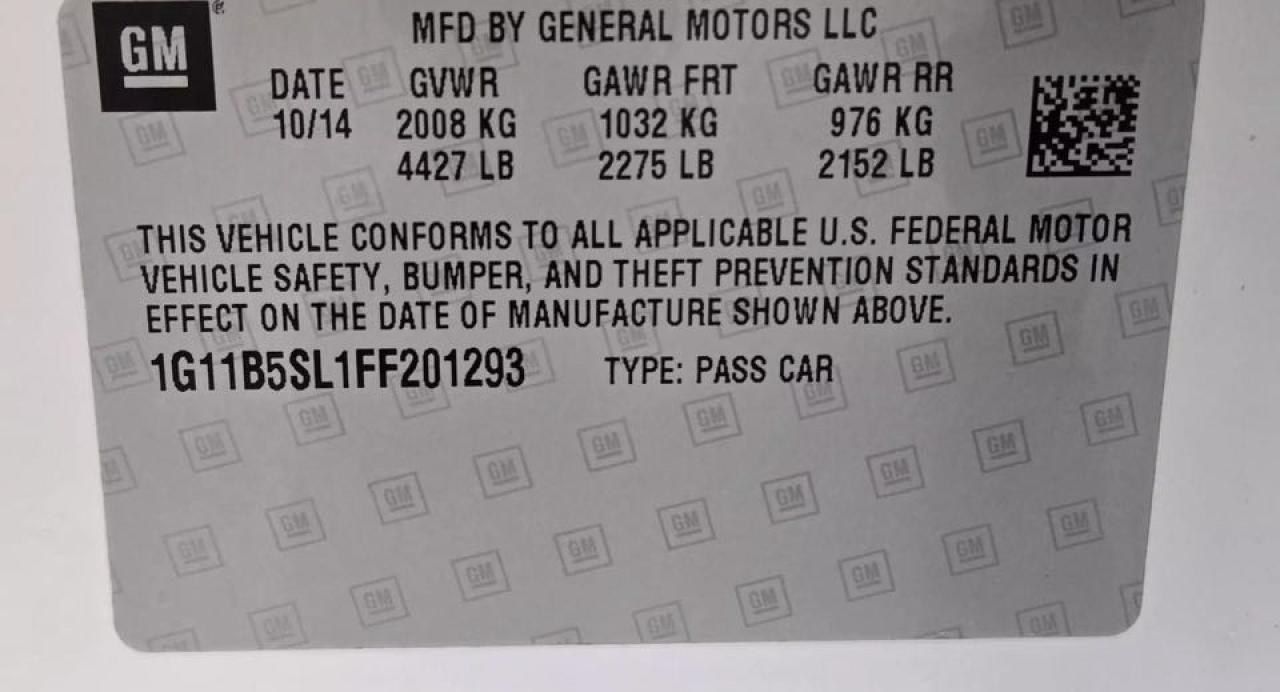 GM
MFD BY GENERAL MOTORS LLC
DATE GVWR GAWR FRT GAWR RR
10/14 2008 KG 1032 KG 976 KG
4427 LB 2275 LB 2152 LB
THIS VEHICLE CONFORMS TO ALL APPLICABLE U.S. FEDERAL MOTOR
VEHICLE SAFETY, BUMPER, AND THEFT PREVENTION STANDARDS IN
EFFECT ON THE DATE OF MANUFACTURE SHOWN ABOVE.
1G11B5SL1FF201293 TYPE: PASS CAR